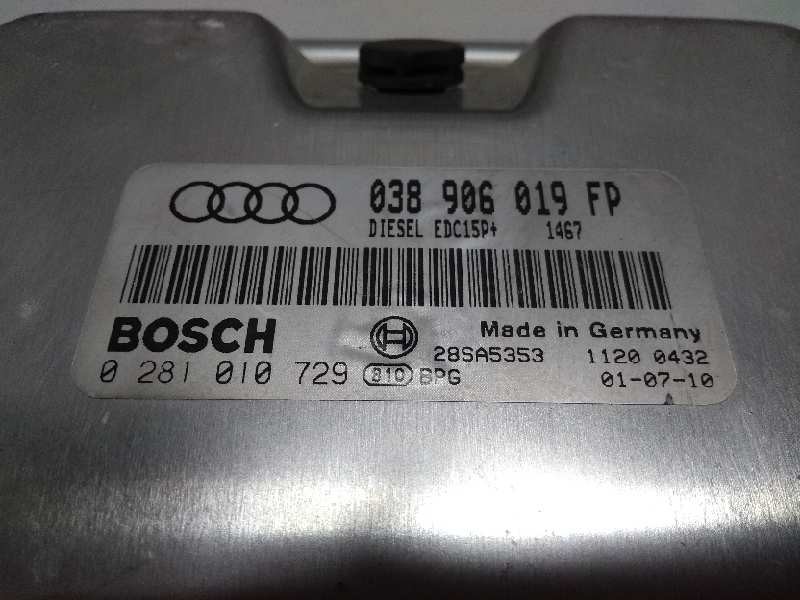 038 906 019 FP
DIESEL EDC15P+ 1467
BOSCH
Made in Germany
28SA5353 1120 0432
0 281 010 729 810 BPG 01-07-10